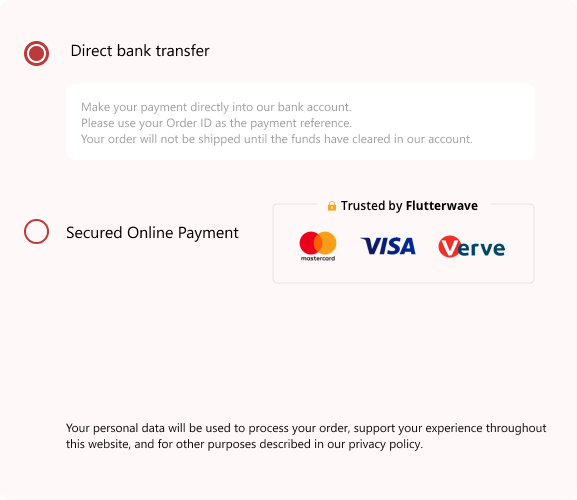 Direct bank transfer
Make your payment directly into our bank account.
Please use your Order ID as the payment reference.
Your order will not be shipped until the funds have cleared in our account.
Trusted by Flutterwave
Secured Online Payment
mastercard
VISA
Verve
Your personal data will be used to process your order, support your experience throughout
this website, and for other purposes described in our privacy policy.